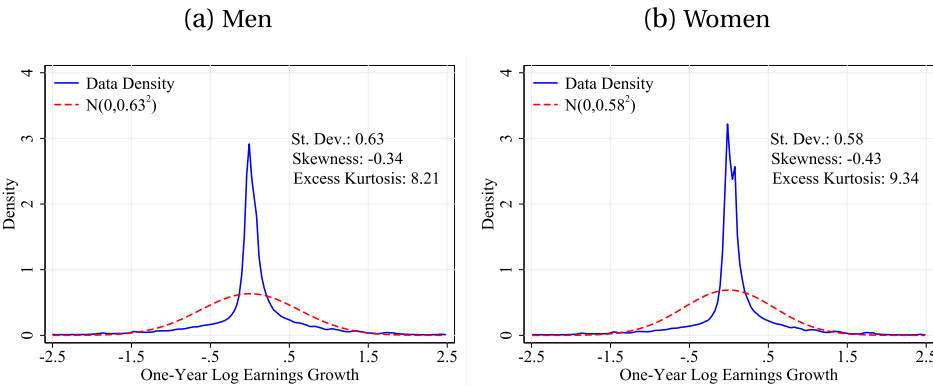 (a) Men
4
3
2
1
0
Density
Data Density
N(0,0.63²)
St. Dev.: 0.63
Skewness: -0.34
Excess Kurtosis: 8.21
-2.5 -1.5 -.5 .5 1.5 2.5
One-Year Log Earnings Growth
(b) Women
4
3
2
1
0
Density
Data Density
N(0,0.58²)
St. Dev.: 0.58
Skewness: -0.43
Excess Kurtosis: 9.34
-2.5 -1.5 -.5 .5 1.5 2.5
One-Year Log Earnings Growth